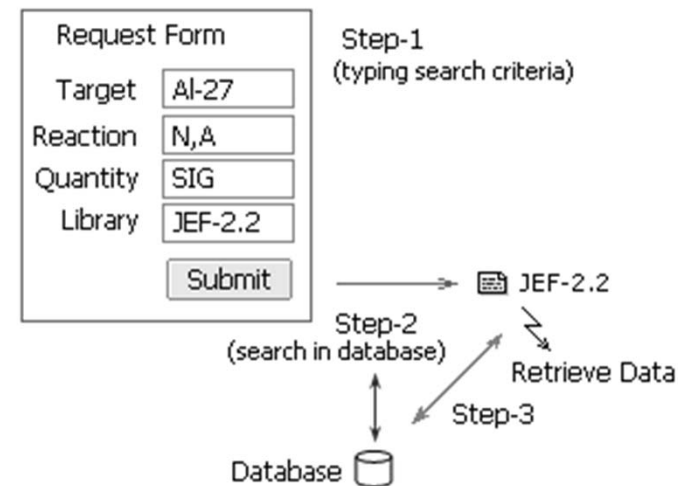 Request Form
Step-1
(typing search criteria)
Target Al-27
Reaction N,A
Quantity SIG
Library JEF-2.2
Submit
JEF-2.2
Step-2
(search in database)
Retrieve Data
Step-3
Database